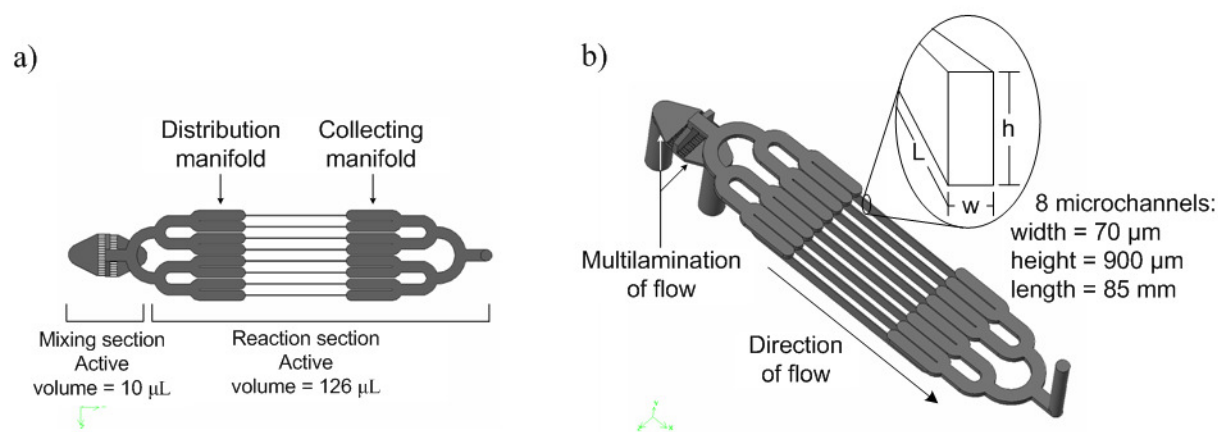 a)
Distribution
manifold
Collecting
manifold
Mixing section
Active
volume = 10 μL
Reaction section
Active
volume = 126 μL
b)
h
L
w
8 microchannels:
width = 70 μm
height = 900 μm
length = 85 mm
Multilamination
of flow
Direction
of flow